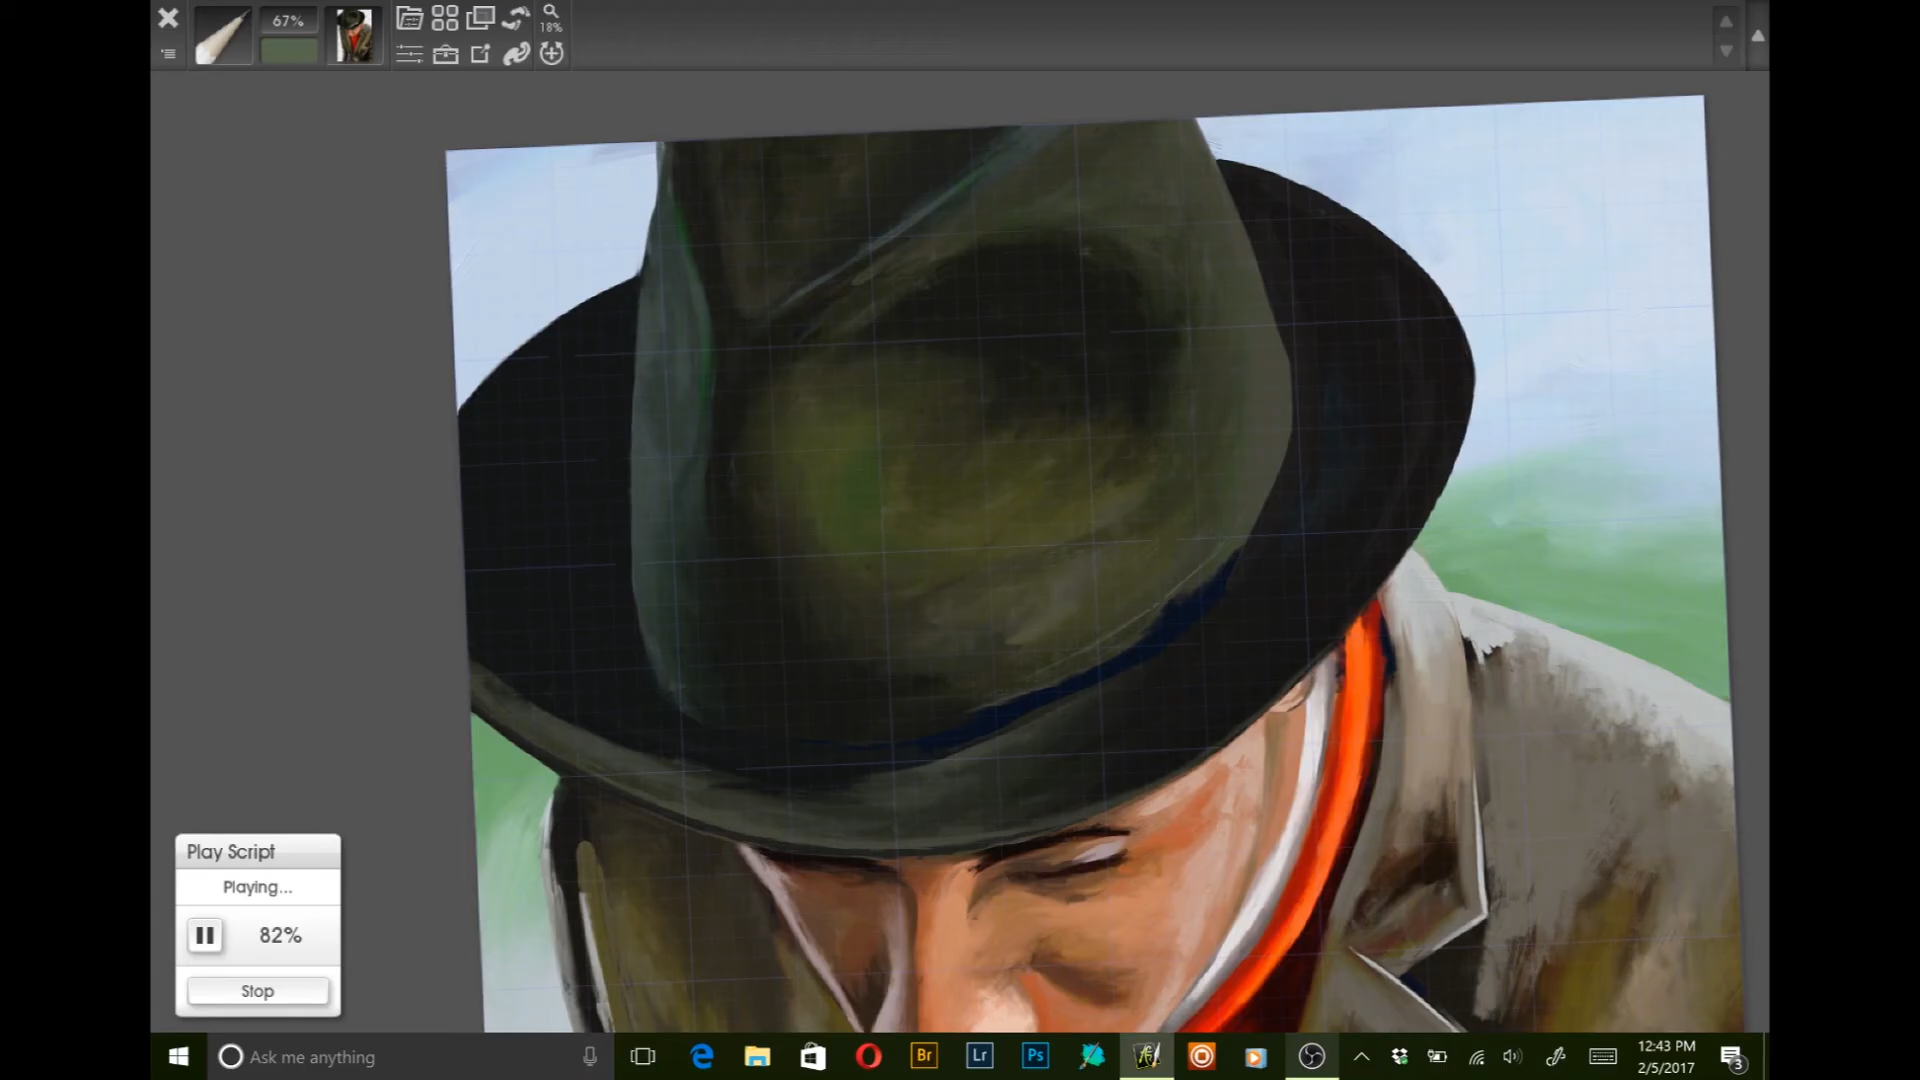 67%
18%
Play Script
Playing...
82%
Stop
Ask me anything
Br
Lr
Ps
12:43 PM
2/5/2017
3